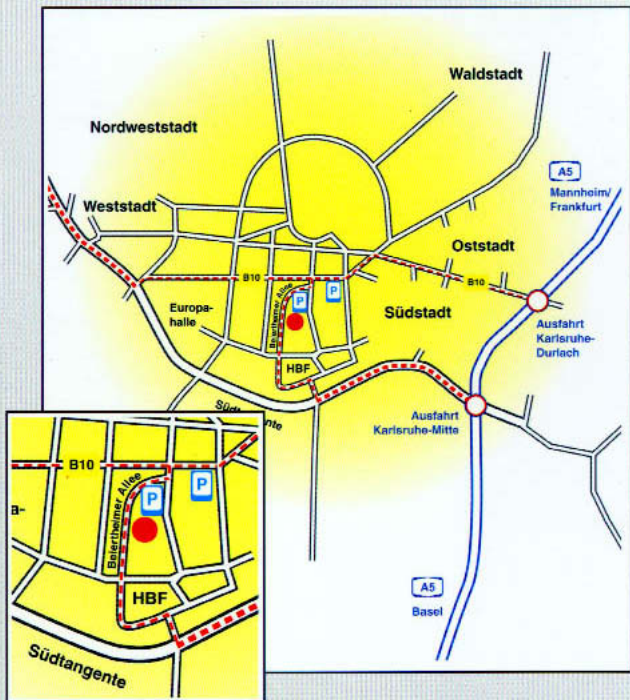 Waldstadt
Nordweststadt
A5
Mannheim/
Frankfurt
Weststadt
Oststadt
B10
B10
Beiertheimer Allee
P
P
Europa-
halle
Südstadt
Ausfahrt
Karlsruhe-
Durlach
HBF
Südtangente
Ausfahrt
Karlsruhe-Mitte
A5
Basel
B10
Beiertheimer Allee
P
P
a-
HBF
Südtangente